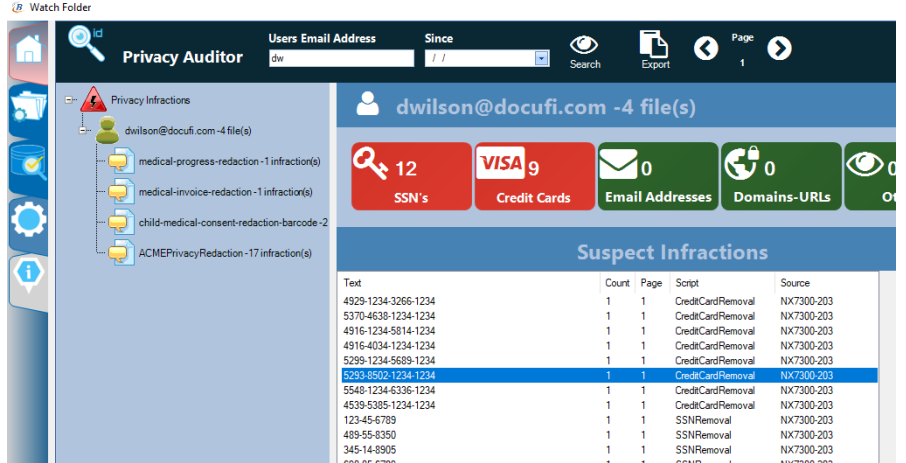 Watch Folder
id
Privacy Auditor
Users Email Address
dw
Since
/ /
Search
Export
Page
1
Privacy Infractions
dwilson@docufi.com -4 file(s)
medical-progress-redaction -1 infraction(s)
medical-invoice-redaction -1 infraction(s)
child-medical-consent-redaction-barcode -2
ACMEPrivacyRedaction -17 infraction(s)
dwilson@docufi.com -4 file(s)
12
SSN's
VISA 9
Credit Cards
0
Email Addresses
0
Domains-URLs
0
Suspect Infractions
Text Count Page Script Source
4929-1234-3266-1234 1 1 CreditCardRemoval NX7300-203
5370-4638-1234-1234 1 1 CreditCardRemoval NX7300-203
4916-1234-5814-1234 1 1 CreditCardRemoval NX7300-203
4916-4034-1234-1234 1 1 CreditCardRemoval NX7300-203
5299-1234-5689-1234 1 1 CreditCardRemoval NX7300-203
5293-8502-1234-1234 1 1 CreditCardRemoval NX7300-203
5548-1234-6336-1234 1 1 CreditCardRemoval NX7300-203
4539-5385-1234-1234 1 1 CreditCardRemoval NX7300-203
123-45-6789 1 1 SSNRemoval NX7300-203
489-55-8350 1 1 SSNRemoval NX7300-203
345-14-8905 1 1 SSNRemoval NX7300-203